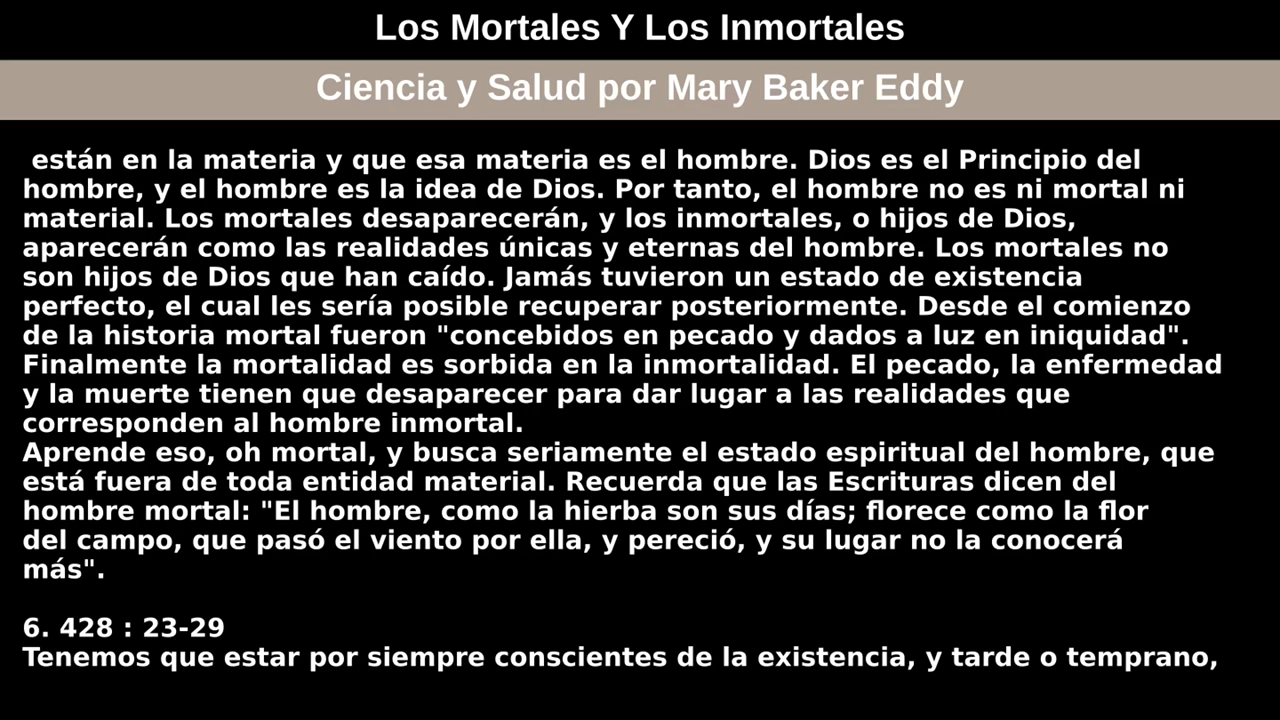 Los Mortales Y Los Inmortales
Ciencia y Salud por Mary Baker Eddy
están en la materia y que esa materia es el hombre. Dios es el Principio del
hombre, y el hombre es la idea de Dios. Por tanto, el hombre no es ni mortal ni
material. Los mortales desaparecerán, y los inmortales, o hijos de Dios,
aparecerán como las realidades únicas y eternas del hombre. Los mortales no
son hijos de Dios que han caído. Jamás tuvieron un estado de existencia
perfecto, el cual les sería posible recuperar posteriormente. Desde el comienzo
de la historia mortal fueron "concebidos en pecado y dados a luz en iniquidad".
Finalmente la mortalidad es sorbida en la inmortalidad. El pecado, la enfermedad
y la muerte tienen que desaparecer para dar lugar a las realidades que
corresponden al hombre inmortal.
Aprende eso, oh mortal, y busca seriamente el estado espiritual del hombre, que
está fuera de toda entidad material. Recuerda que las Escrituras dicen del
hombre mortal: "El hombre, como la hierba son sus días; florece como la flor
del campo, que pasó el viento por ella, y pereció, y su lugar no la conocerá
más".
6. 428 : 23-29
Tenemos que estar por siempre conscientes de la existencia, y tarde o temprano,